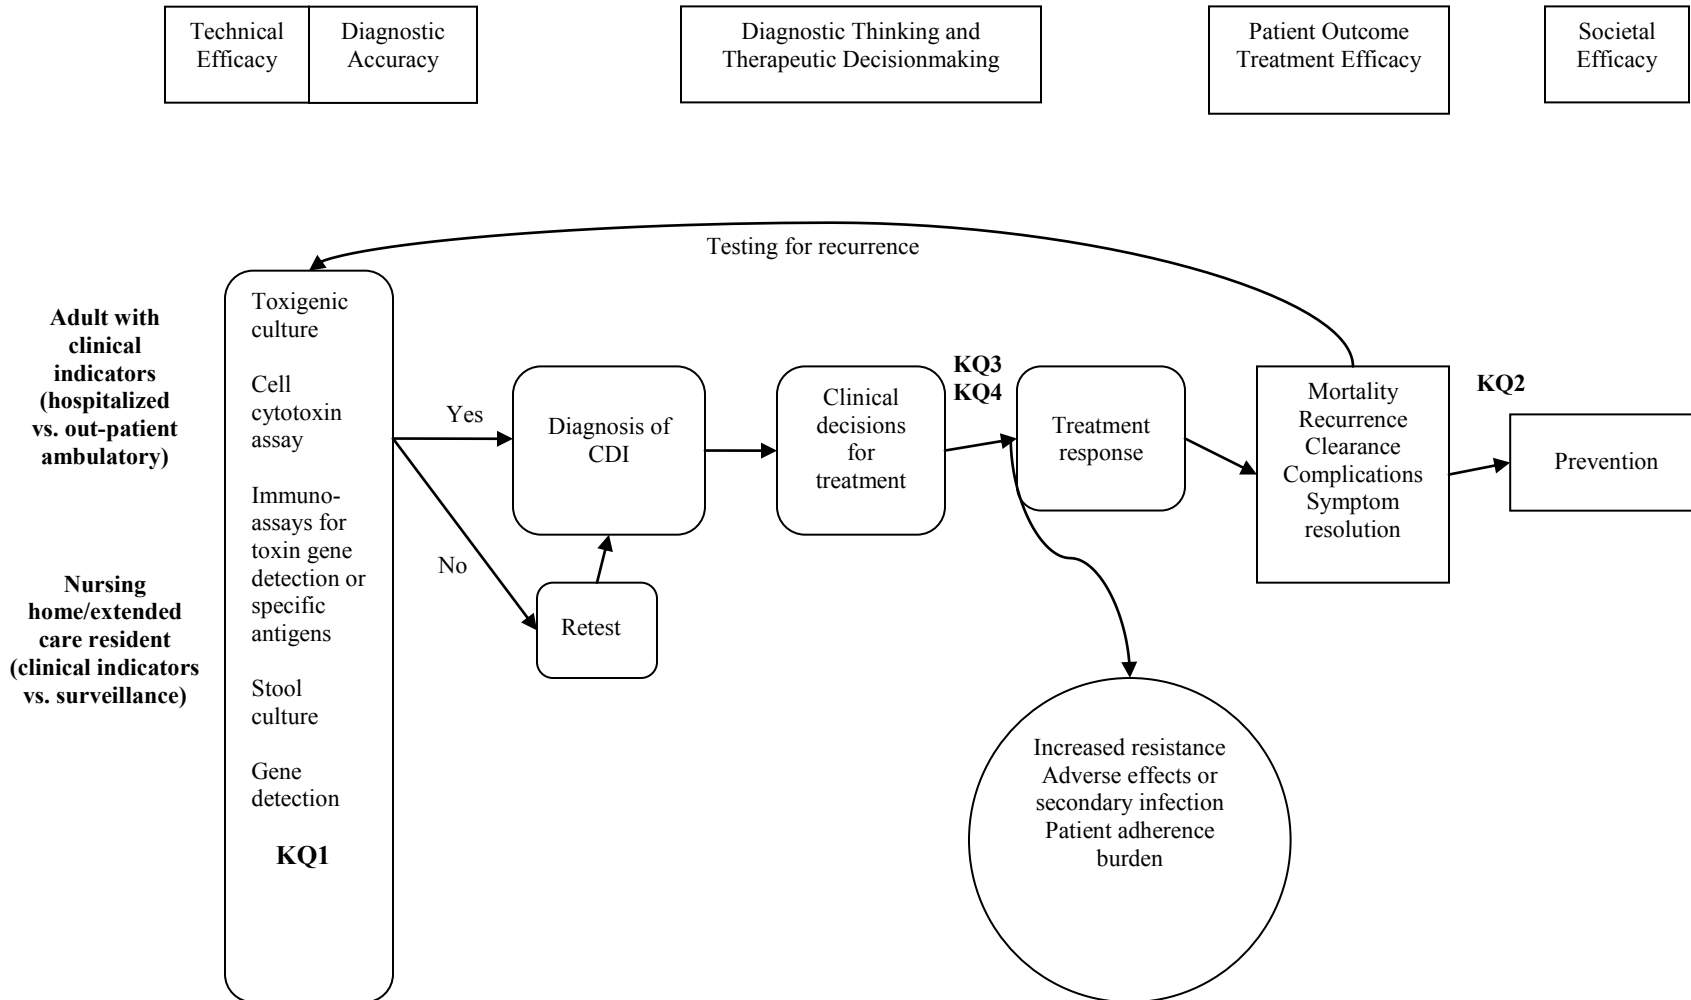 Technical
Efficacy
Diagnostic
Accuracy
Diagnostic Thinking and
Therapeutic Decisionmaking
Patient Outcome
Treatment Efficacy
Societal
Efficacy
Testing for recurrence
Adult with
clinical
indicators
(hospitalized
vs. out-patient
ambulatory)
Nursing
home/extended
care resident
(clinical indicators
vs. surveillance)
Toxigenic
culture
Cell
cytotoxin
assay
Immuno-
assays for
toxin gene
detection or
specific
antigens
Stool
culture
Gene
detection
KQ1
Yes
No
Diagnosis of
CDI
Retest
Clinical
decisions
for
treatment
KQ3
KQ4
Treatment
response
Increased resistance
Adverse effects or
secondary infection
Patient adherence
burden
Mortality
Recurrence
Clearance
Complications
Symptom
resolution
KQ2
Prevention